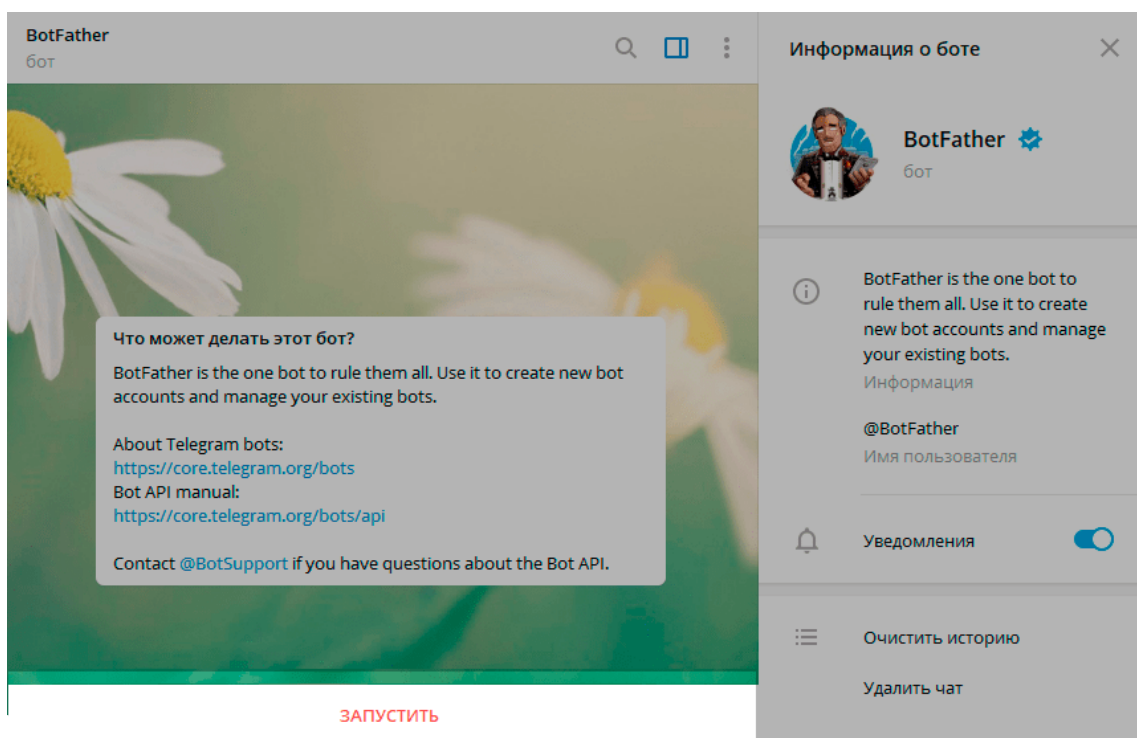 BotFather
бот
Что может делать этот бот?
BotFather is the one bot to rule them all. Use it to create new bot
accounts and manage your existing bots.
About Telegram bots:
https://core.telegram.org/bots
Bot API manual:
https://core.telegram.org/bots/api
Contact @BotSupport if you have questions about the Bot API.
ЗАПУСТИТЬ
Информация о боте
BotFather
бот
BotFather is the one bot to
rule them all. Use it to create
new bot accounts and manage
your existing bots.
Информация
@BotFather
Имя пользователя
Уведомления
Очистить историю
Удалить чат